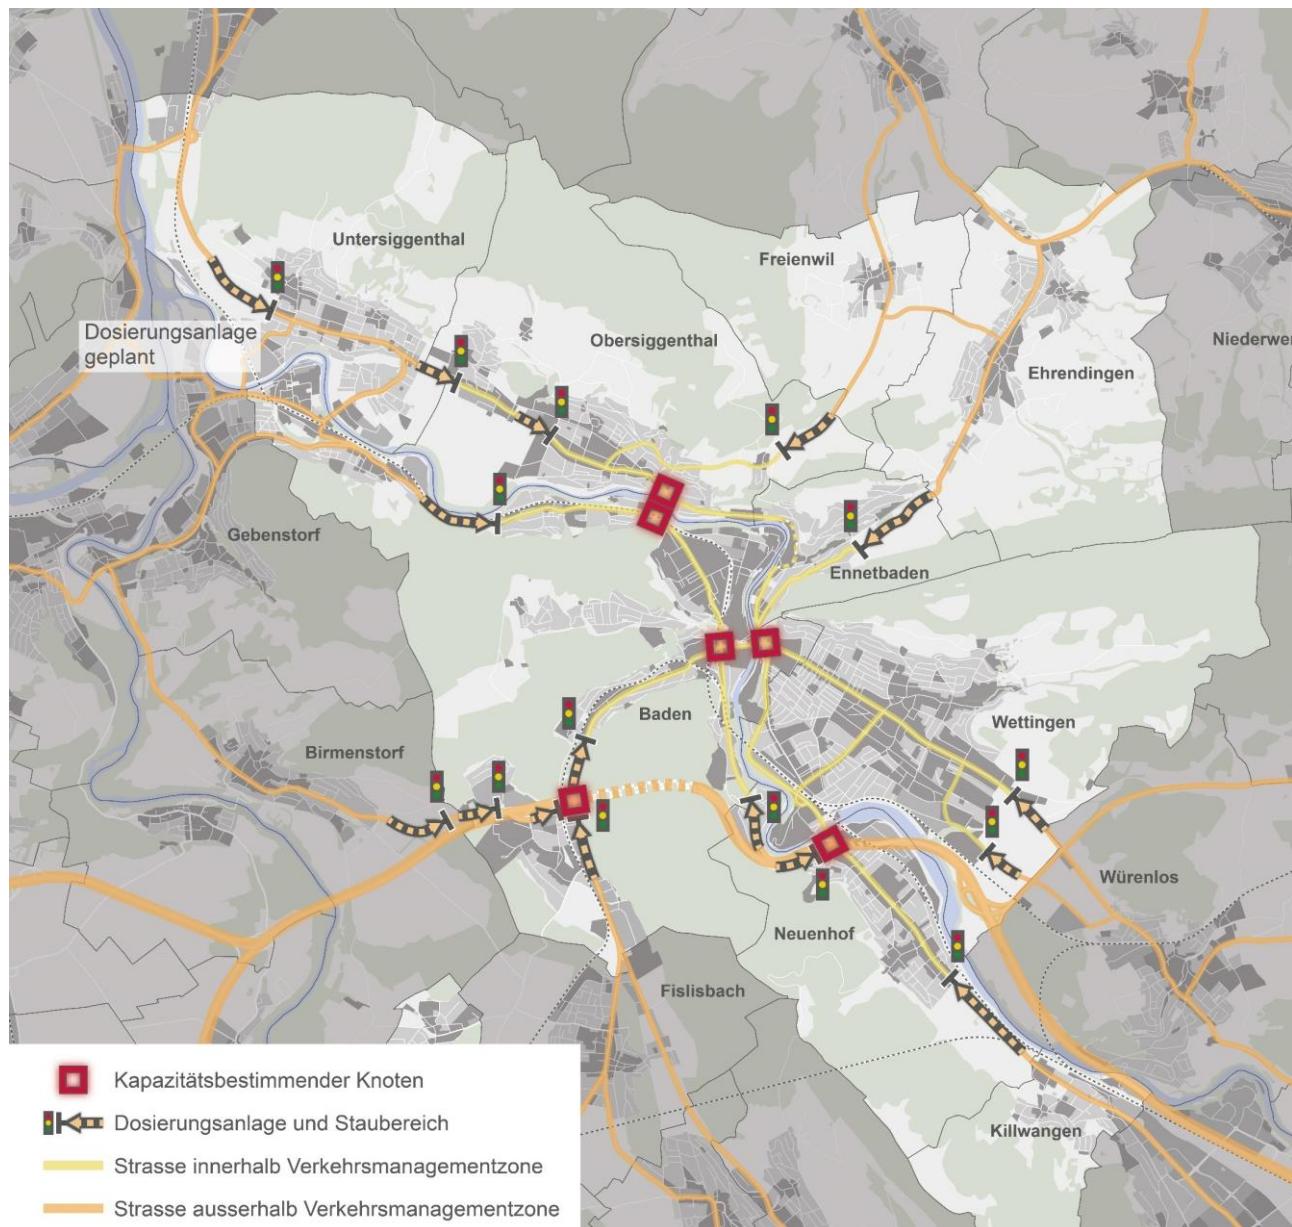 Untersiggenthal
Freienwil
Dosierungsanlage
geplant
Obersiggenthal
Niederwe
Ehrendingen
Gebenstorf
Ennetbaden
Baden
Wettingen
Birmenstorf
Würenlos
Neuenhof
Fislisbach
Killwangen
Kapazitätsbestimmender Knoten
Dosierungsanlage und Staubereich
Strasse innerhalb Verkehrsmanagementzone
Strasse ausserhalb Verkehrsmanagementzone